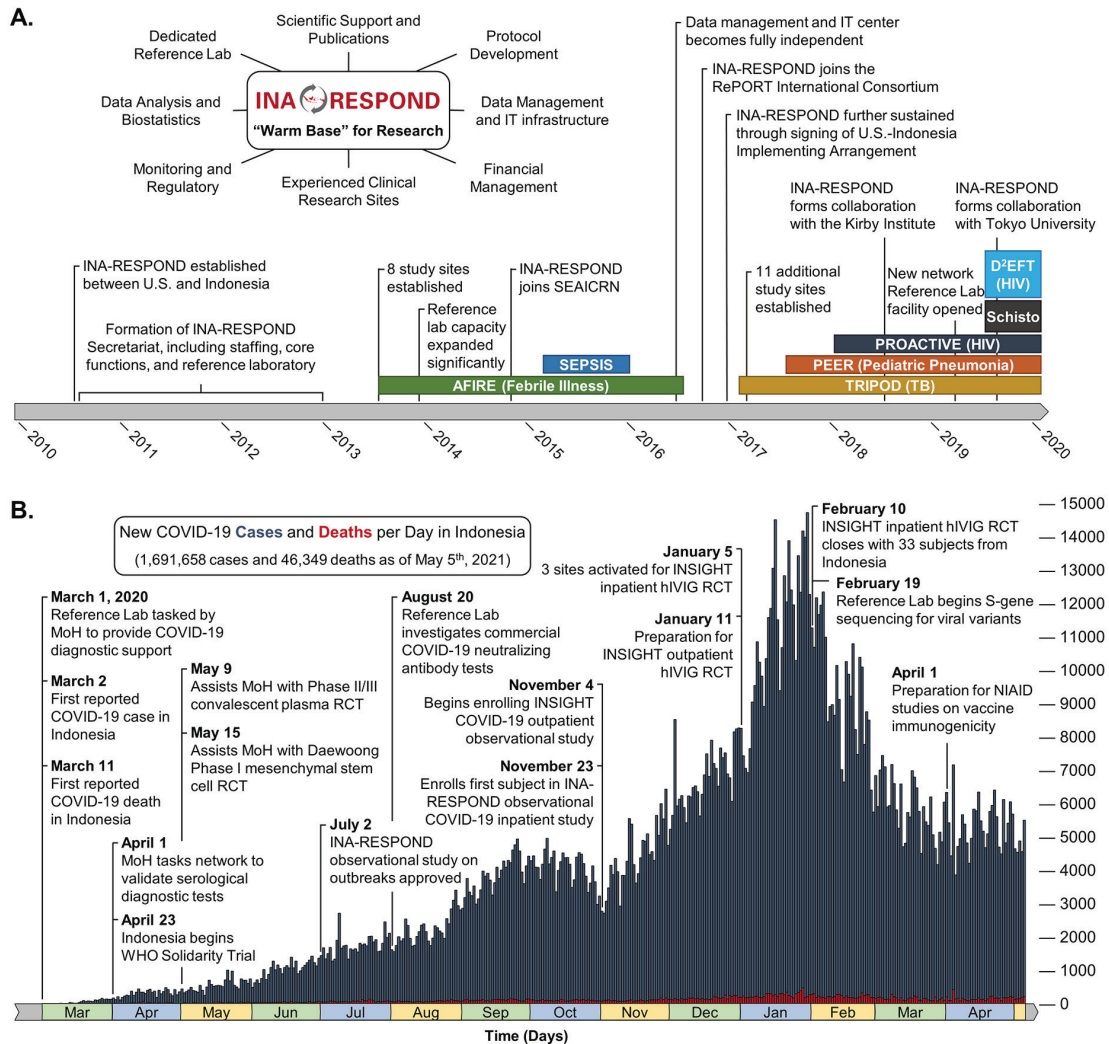 A.
Scientific Support and
Publications
Dedicated
Reference Lab
Protocol
Development
INA RESPOND
"Warm Base" for Research
Data Analysis and
Biostatistics
Data Management
and IT infrastructure
Monitoring and
Regulatory
Experienced Clinical
Research Sites
Financial
Management
Data management and IT center
becomes fully independent
INA-RESPOND joins the
RePORT International Consortium
INA-RESPOND further sustained
through signing of U.S.-Indonesia
Implementing Arrangement
INA-RESPOND
forms collaboration
with the Kirby Institute
INA-RESPOND
forms collaboration
with Tokyo University
INA-RESPOND established
between U.S. and Indonesia
Formation of INA-RESPOND
Secretariat, including staffing, core
functions, and reference laboratory
8 study sites
established
Reference
lab capacity
expanded
significantly
INA-RESPOND
joins SEAICRN
11 additional
study sites
established
New network
Reference Lab
facility opened
D²EFT
(HIV)
Schisto
PROACTIVE (HIV)
SEPSIS
PEER (Pediatric Pneumonia)
AFIRE (Febrile Illness)
TRIPOD (TB)
2010
2011
2012
2013
2014
2015
2016
2017
2018
2019
2020
B.
New COVID-19 Cases and Deaths per Day in Indonesia
(1,691,658 cases and 46,349 deaths as of May 5th, 2021)
March 1, 2020
Reference Lab tasked by
MoH to provide COVID-19
diagnostic support
March 2
First reported
COVID-19 case in
Indonesia
March 11
First reported
COVID-19 death
in Indonesia
April 1
MoH tasks network to
validate serological
diagnostic tests
April 23
Indonesia begins
WHO Solidarity Trial
May 9
Assists MoH with Phase II/III
convalescent plasma RCT
May 15
Assists MoH with Daewoong
Phase I mesenchymal stem
cell RCT
July 2
INA-RESPOND
observational study on
outbreaks approved
August 20
Reference Lab
investigates commercial
COVID-19 neutralizing
antibody tests
November 4
Begins enrolling INSIGHT
COVID-19 outpatient
observational study
November 23
Enrolls first subject in INA-
RESPOND observational
COVID-19 inpatient study
January 5
3 sites activated for INSIGHT
inpatient hIVIG RCT
January 11
Preparation for
INSIGHT outpatient
hIVIG RCT
February 10
INSIGHT inpatient hIVIG RCT
closes with 33 subjects from
Indonesia
February 19
Reference Lab begins S-gene
sequencing for viral variants
April 1
Preparation for NIAID
studies on vaccine
immunogenicity
15000
14000
13000
12000
11000
10000
9000
8000
7000
6000
5000
4000
3000
2000
1000
0
Mar
Apr
May
Jun
Jul
Aug
Sep
Oct
Nov
Dec
Jan
Feb
Mar
Apr
Time (Days)